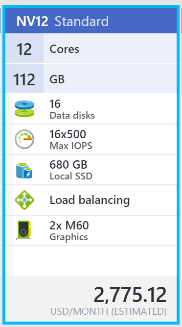 NV12 Standard
12 Cores
112 GB
16
Data disks
16x500
Max IOPS
680 GB
Local SSD
Load balancing
2x M60
Graphics
2,775.12
USD/MONTH (ESTIMATED)